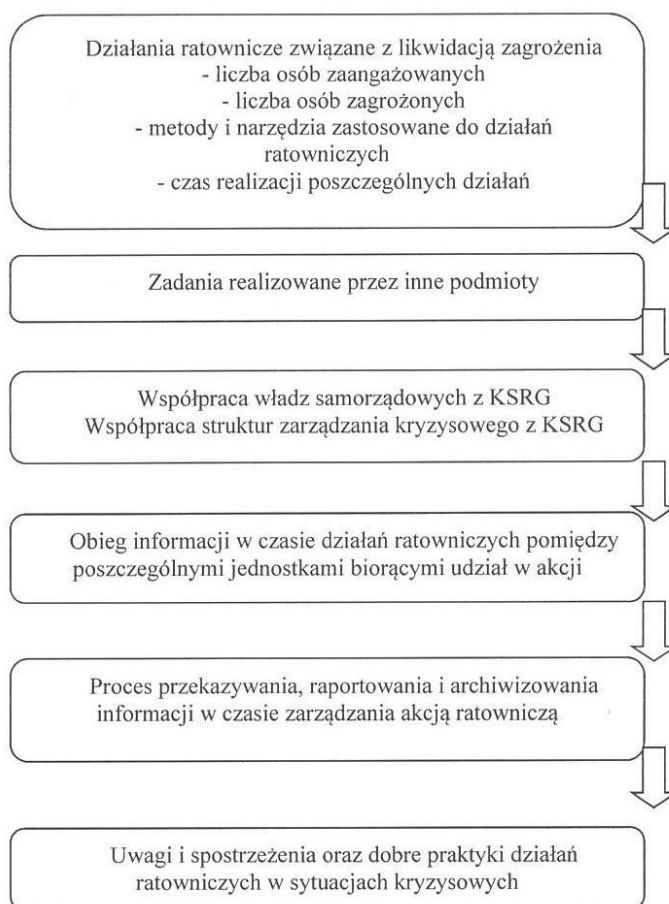 Działania ratownicze związane z likwidacją zagrożenia
- liczba osób zaangażowanych
- liczba osób zagrożonych
- metody i narzędzia zastosowane do działań
ratowniczych
- czas realizacji poszczególnych działań
Zadania realizowane przez inne podmioty
Współpraca władz samorządowych z KSRG
Współpraca struktur zarządzania kryzysowego z KSRG
Obieg informacji w czasie działań ratowniczych pomiędzy
poszczególnymi jednostkami biorącymi udział w akcji
Proces przekazywania, raportowania i archiwizowania
informacji w czasie zarządzania akcją ratowniczą
Uwagi i spostrzeżenia oraz dobre praktyki działań
ratowniczych w sytuacjach kryzysowych